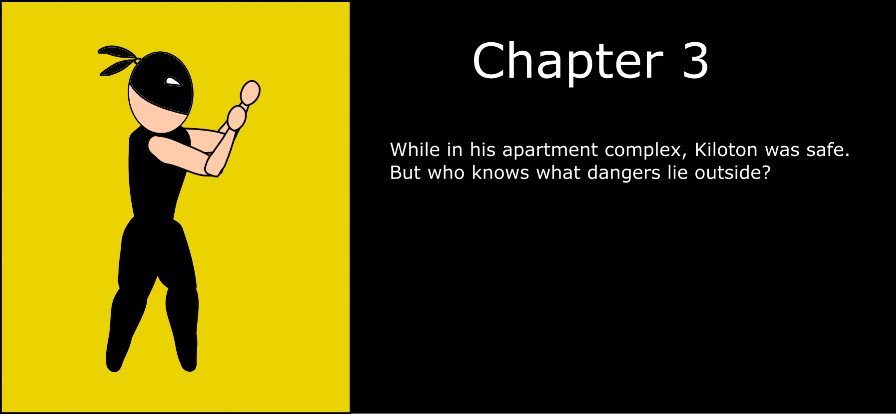 Chapter 3
While in his apartment complex, Kiloton was safe.
But who knows what dangers lie outside?